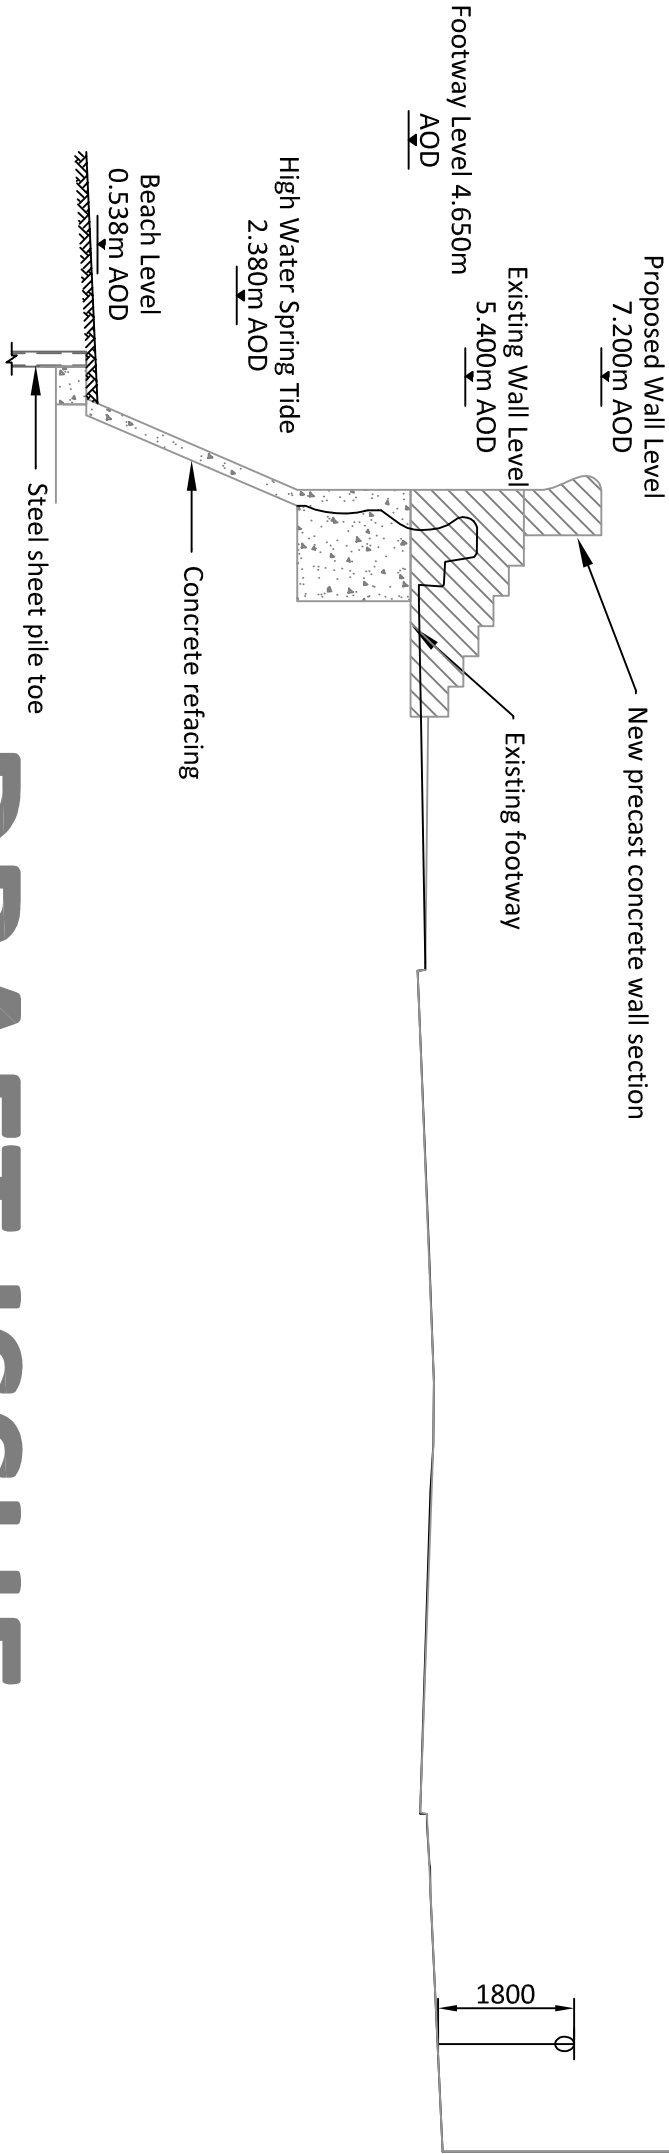 Proposed Wall Level
7.200m AOD
New precast concrete wall section
Existing Wall Level
5.400m AOD
Footway Level 4.650m
AOD
Existing footway
1800
High Water Spring Tide
2.380m AOD
Concrete refacing
Beach Level
0.538m AOD
Steel sheet pile toe
DRAFT ISSUE